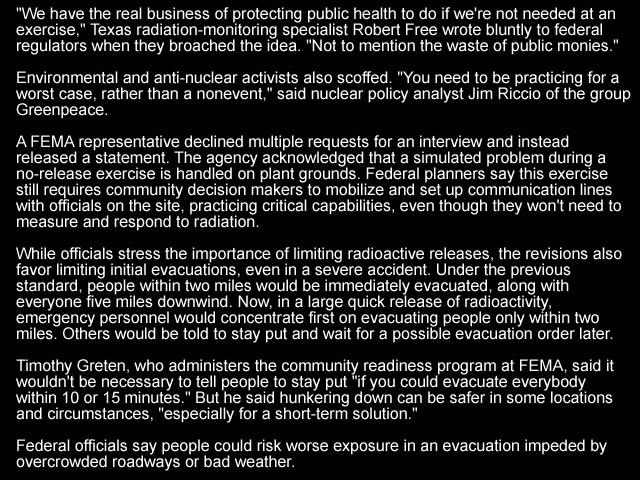 "We have the real business of protecting public health to do if we're not needed at an
exercise," Texas radiation-monitoring specialist Robert Free wrote bluntly to federal
regulators when they broached the idea. "Not to mention the waste of public monies."
Environmental and anti-nuclear activists also scoffed. "You need to be practicing for a
worst case, rather than a nonevent," said nuclear policy analyst Jim Riccio of the group
Greenpeace.
A FEMA representative declined multiple requests for an interview and instead
released a statement. The agency acknowledged that a simulated problem during a
no-release exercise is handled on plant grounds. Federal planners say this exercise
still requires community decision makers to mobilize and set up communication lines
with officials on the site, practicing critical capabilities, even though they won't need to
measure and respond to radiation.
While officials stress the importance of limiting radioactive releases, the revisions also
favor limiting initial evacuations, even in a severe accident. Under the previous
standard, people within two miles would be immediately evacuated, along with
everyone five miles downwind. Now, in a large quick release of radioactivity,
emergency personnel would concentrate first on evacuating people only within two
miles. Others would be told to stay put and wait for a possible evacuation order later.
Timothy Greten, who administers the community readiness program at FEMA, said it
wouldn't be necessary to tell people to stay put "if you could evacuate everybody
within 10 or 15 minutes." But he said hunkering down can be safer in some locations
and circumstances, "especially for a short-term solution."
Federal officials say people could risk worse exposure in an evacuation impeded by
overcrowded roadways or bad weather.